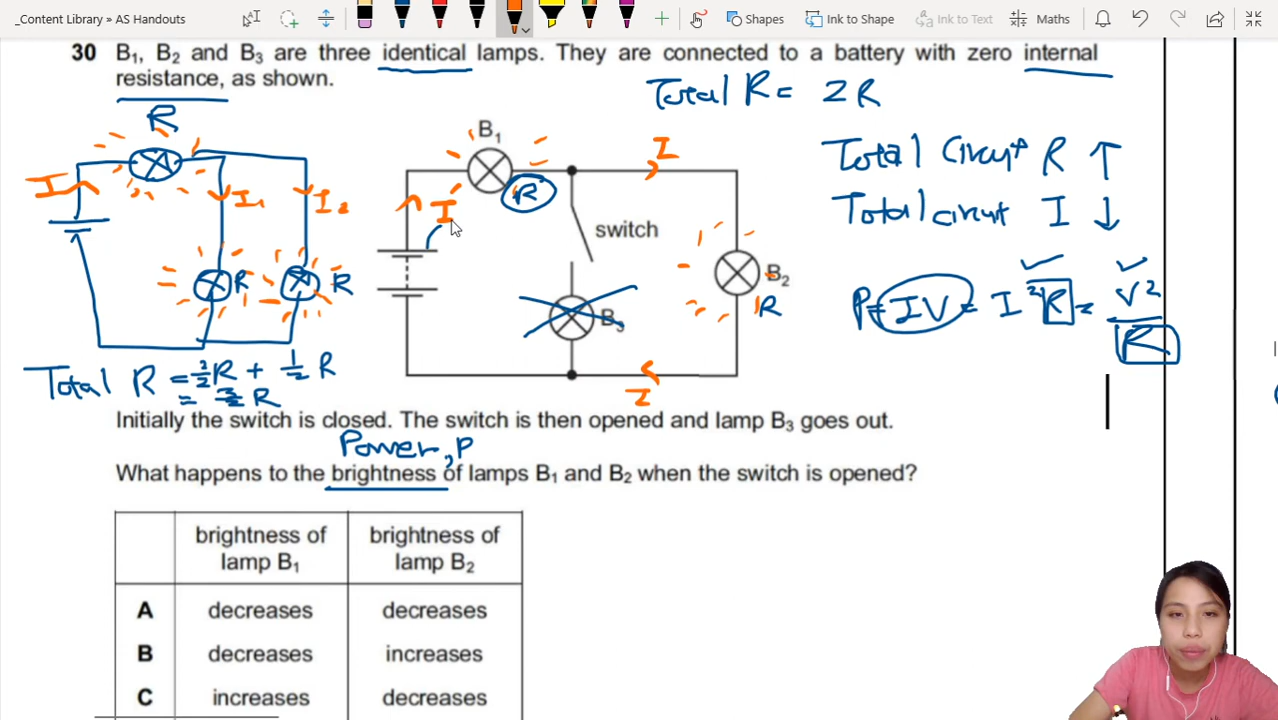 _Content Library » AS Handouts
Shapes
Ink to Shape
Ink to Text
Maths
30 B1, B2 and B3 are three identical lamps. They are connected to a battery with zero internal
resistance, as shown.
Total R = 2R
R
B1
I
Total Circuit R ↑
I
I1
I2
I
R
switch
Total circuit I ↓
R
R
B2
R
B3
P = IV = I²R = V²/R
I
Total R = 2/2 R + 1/2 R
= 3/2 R
Initially the switch is closed. The switch is then opened and lamp B3 goes out.
Power, P
What happens to the brightness of lamps B1 and B2 when the switch is opened?
brightness of lamp B1
brightness of lamp B2
A decreases decreases
B decreases increases
C increases decreases